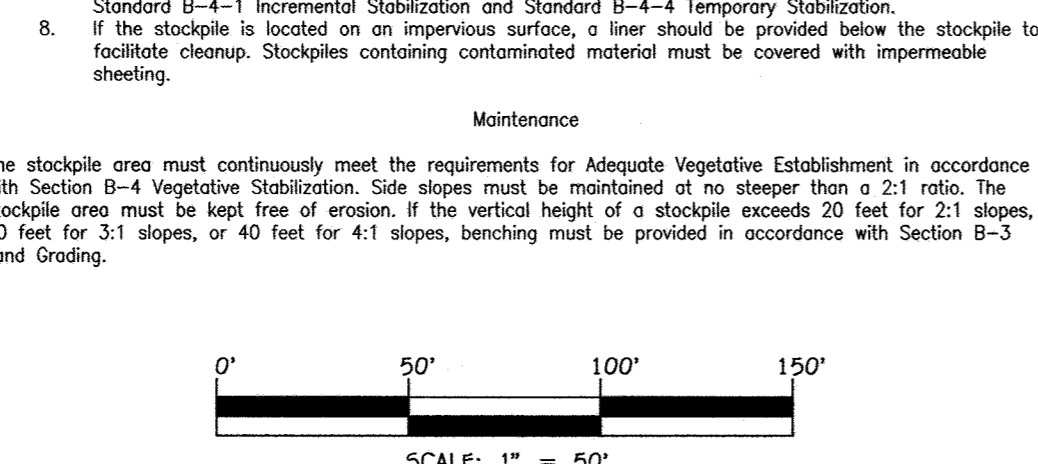 Standard B-4-1 Incremental Stabilization and Standard B-4-4 Temporary Stabilization.
8. If the stockpile is located on an impervious surface, a liner should be provided below the stockpile to
facilitate cleanup. Stockpiles containing contaminated material must be covered with impermeable
sheeting.
Maintenance
he stockpile area must continuously meet the requirements for Adequate Vegetative Establishment in accordance
ith Section B-4 Vegetative Stabilization. Side slopes must be maintained at no steeper than a 2:1 ratio. The
tockpile area must be kept free of erosion. If the vertical height of a stockpile exceeds 20 feet for 2:1 slopes,
0 feet for 3:1 slopes, or 40 feet for 4:1 slopes, benching must be provided in accordance with Section B-3
and Grading.
0' 50' 100' 150'
SCALE: 1" = 50'